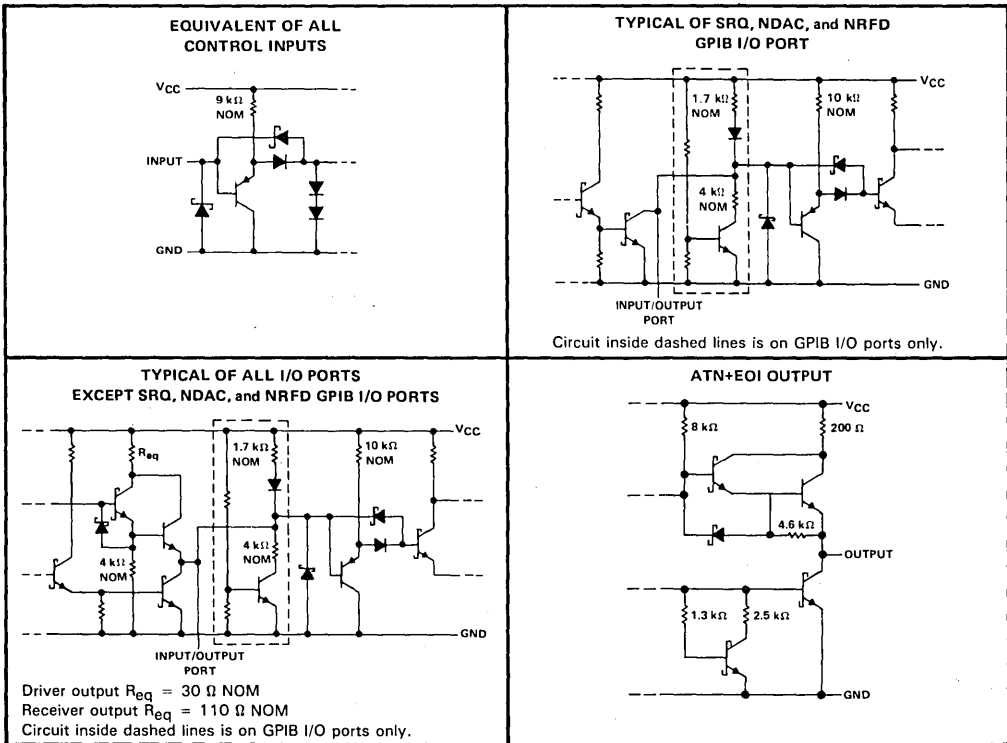 EQUIVALENT OF ALL
CONTROL INPUTS
VCC
9 kΩ
NOM
INPUT
GND
TYPICAL OF SRQ, NDAC, and NRFD
GPIB I/O PORT
VCC
1.7 kΩ
NOM
10 kΩ
NOM
4 kΩ
NOM
GND
INPUT/OUTPUT
PORT
Circuit inside dashed lines is on GPIB I/O ports only.
TYPICAL OF ALL I/O PORTS
EXCEPT SRQ, NDAC, and NRFD GPIB I/O PORTS
VCC
Req
1.7 kΩ
NOM
10 kΩ
NOM
4 kΩ
NOM
4 kΩ
NOM
GND
INPUT/OUTPUT
PORT
Driver output Req = 30 Ω NOM
Receiver output Req = 110 Ω NOM
Circuit inside dashed lines is on GPIB I/O ports only.
ATN+EOI OUTPUT
VCC
8 kΩ
200 Ω
4.6 kΩ
OUTPUT
1.3 kΩ
2.5 kΩ
GND